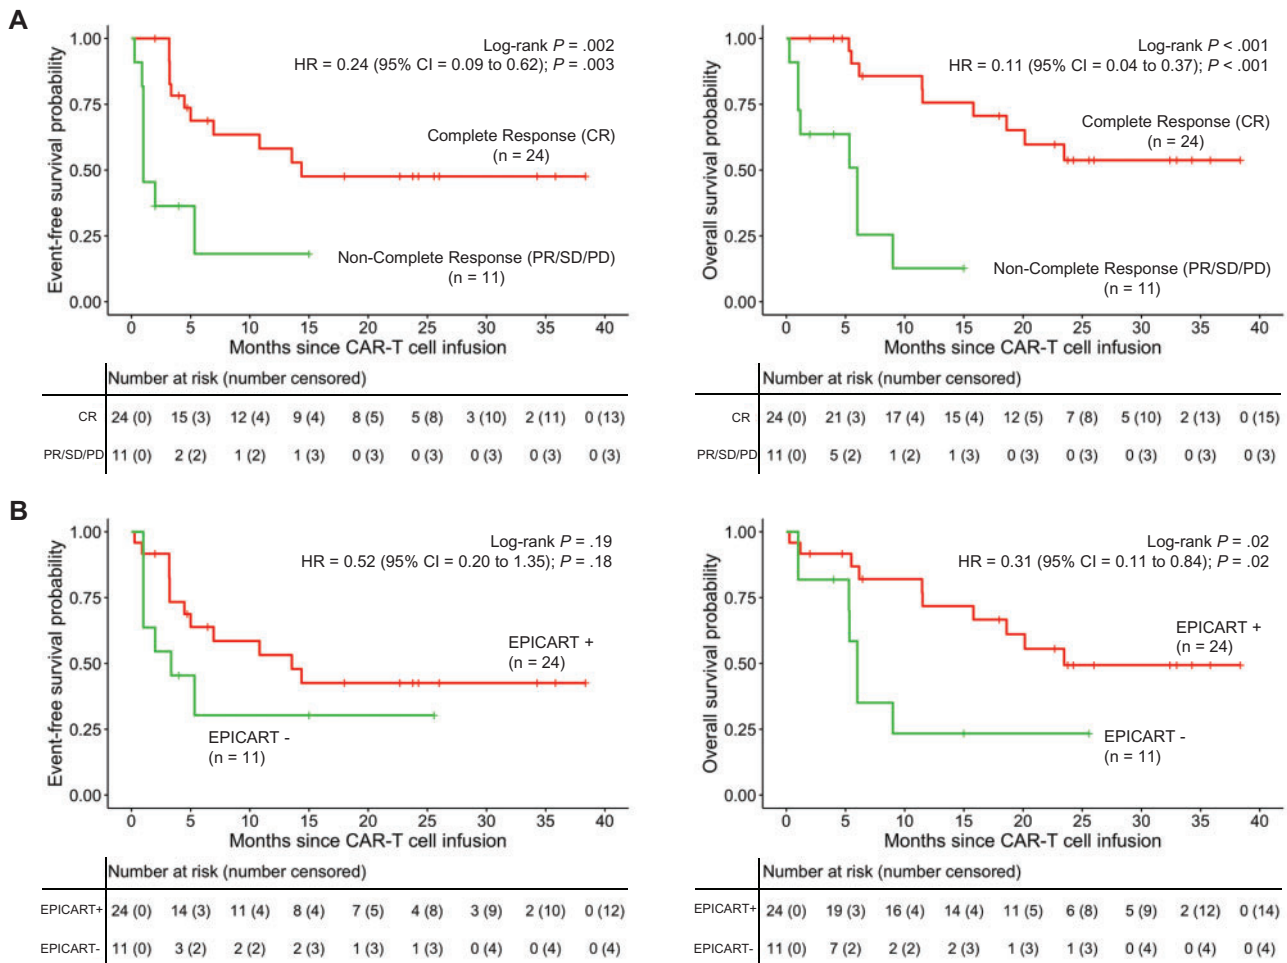 A
Event-free survival probability
1.00
0.75
0.50
0.25
0.00
Log-rank P = .002
HR = 0.24 (95% CI = 0.09 to 0.62); P = .003
Complete Response (CR)
(n = 24)
Non-Complete Response (PR/SD/PD)
(n = 11)
0 5 10 15 20 25 30 35 40
Months since CAR-T cell infusion
Number at risk (number censored)
CR 24 (0) 15 (3) 12 (4) 9 (4) 8 (5) 5 (8) 3 (10) 2 (11) 0 (13)
PR/SD/PD 11 (0) 2 (2) 1 (2) 1 (3) 0 (3) 0 (3) 0 (3) 0 (3) 0 (3)
Overall survival probability
1.00
0.75
0.50
0.25
0.00
Log-rank P < .001
HR = 0.11 (95% CI = 0.04 to 0.37); P < .001
Complete Response (CR)
(n = 24)
Non-Complete Response (PR/SD/PD)
(n = 11)
0 5 10 15 20 25 30 35 40
Months since CAR-T cell infusion
Number at risk (number censored)
CR 24 (0) 21 (3) 17 (4) 15 (4) 12 (5) 7 (8) 5 (10) 2 (13) 0 (15)
PR/SD/PD 11 (0) 5 (2) 1 (2) 1 (3) 0 (3) 0 (3) 0 (3) 0 (3) 0 (3)
B
Event-free survival probability
1.00
0.75
0.50
0.25
0.00
Log-rank P = .19
HR = 0.52 (95% CI = 0.20 to 1.35); P = .18
EPICART +
(n = 24)
EPICART -
(n = 11)
0 5 10 15 20 25 30 35 40
Months since CAR-T cell infusion
Number at risk (number censored)
EPICART+ 24 (0) 14 (3) 11 (4) 8 (4) 7 (5) 4 (8) 3 (9) 2 (10) 0 (12)
EPICART- 11 (0) 3 (2) 2 (2) 2 (3) 1 (3) 1 (3) 0 (4) 0 (4) 0 (4)
Overall survival probability
1.00
0.75
0.50
0.25
0.00
Log-rank P = .02
HR = 0.31 (95% CI = 0.11 to 0.84); P = .02
EPICART +
(n = 24)
EPICART -
(n = 11)
0 5 10 15 20 25 30 35 40
Months since CAR-T cell infusion
Number at risk (number censored)
EPICART+ 24 (0) 19 (3) 16 (4) 14 (4) 11 (5) 6 (8) 5 (9) 2 (12) 0 (14)
EPICART- 11 (0) 7 (2) 2 (2) 2 (3) 1 (3) 1 (3) 0 (4) 0 (4) 0 (4)